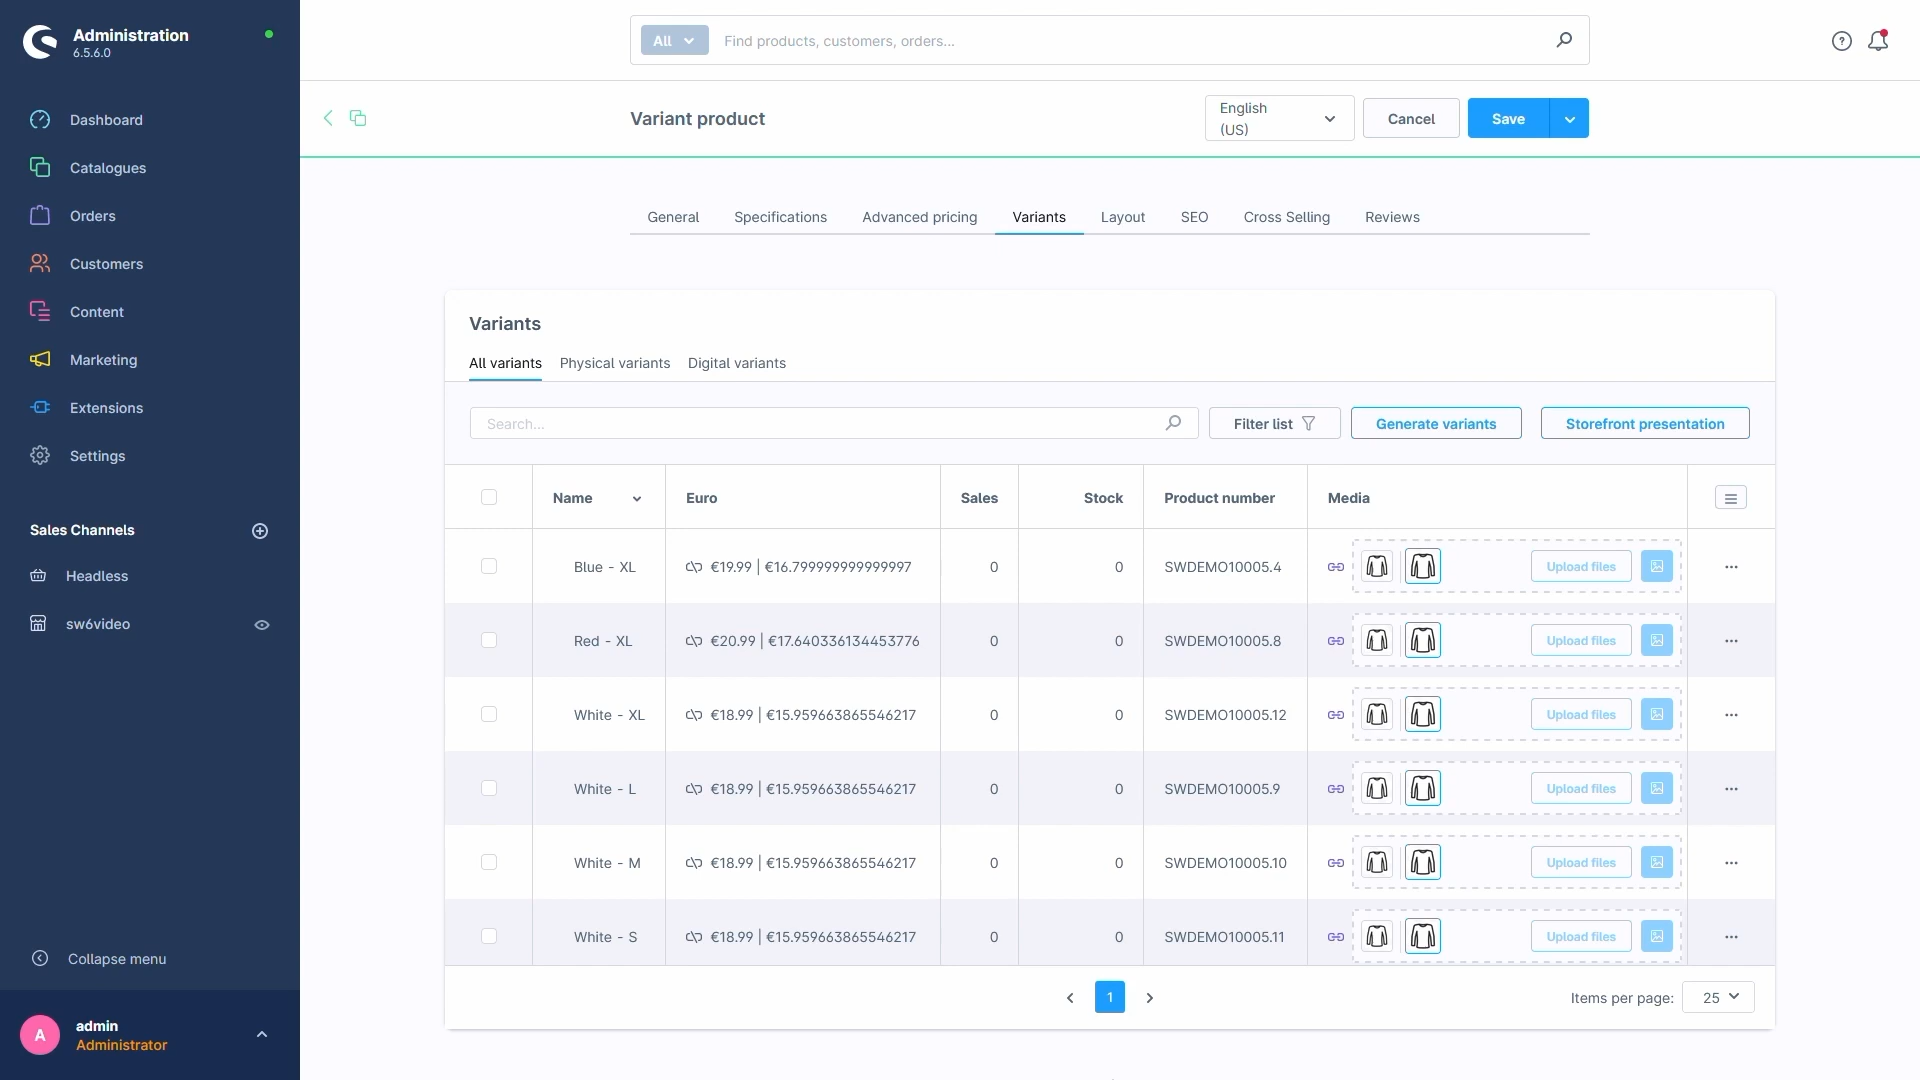 Administration
6.5.6.0
All
Find products, customers, orders...
Variant product
English
(US)
Cancel
Save
Dashboard
Catalogues
Orders
Customers
Content
Marketing
Extensions
Settings
Sales Channels
Headless
sw6video
Collapse menu
A
admin
Administrator
General Specifications Advanced pricing Variants Layout SEO Cross Selling Reviews
Variants
All variants Physical variants Digital variants
Search... Filter list Generate variants Storefront presentation
Name Euro Sales Stock Product number Media
Blue - XL €19.99 | €16.799999999999997 0 0 SWDEMO10005.4 Upload files ...
Red - XL €20.99 | €17.640336134453776 0 0 SWDEMO10005.8 Upload files ...
White - XL €18.99 | €15.959663865546217 0 0 SWDEMO10005.12 Upload files ...
White - L €18.99 | €15.959663865546217 0 0 SWDEMO10005.9 Upload files ...
White - M €18.99 | €15.959663865546217 0 0 SWDEMO10005.10 Upload files ...
White - S €18.99 | €15.959663865546217 0 0 SWDEMO10005.11 Upload files ...
1
Items per page: 25